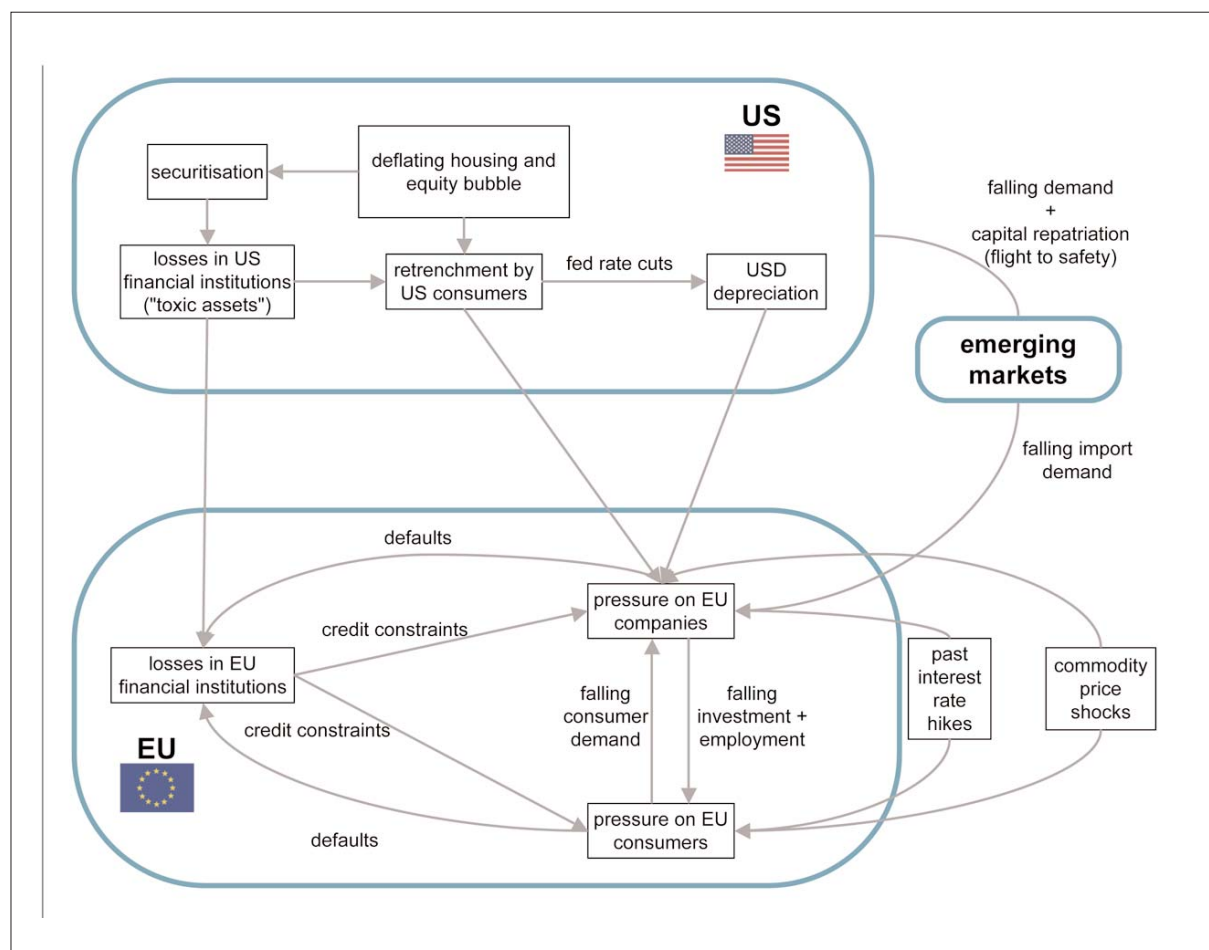 US
securitisation
deflating housing and
equity bubble
losses in US
financial institutions
("toxic assets")
retrenchment by
US consumers
fed rate cuts
USD
depreciation
falling demand
+
capital repatriation
(flight to safety)
emerging
markets
falling import
demand
defaults
pressure on EU
companies
credit constraints
losses in EU
financial institutions
credit constraints
falling
consumer
demand
falling
investment +
employment
past
interest
rate
hikes
commodity
price
shocks
EU
pressure on EU
consumers
defaults